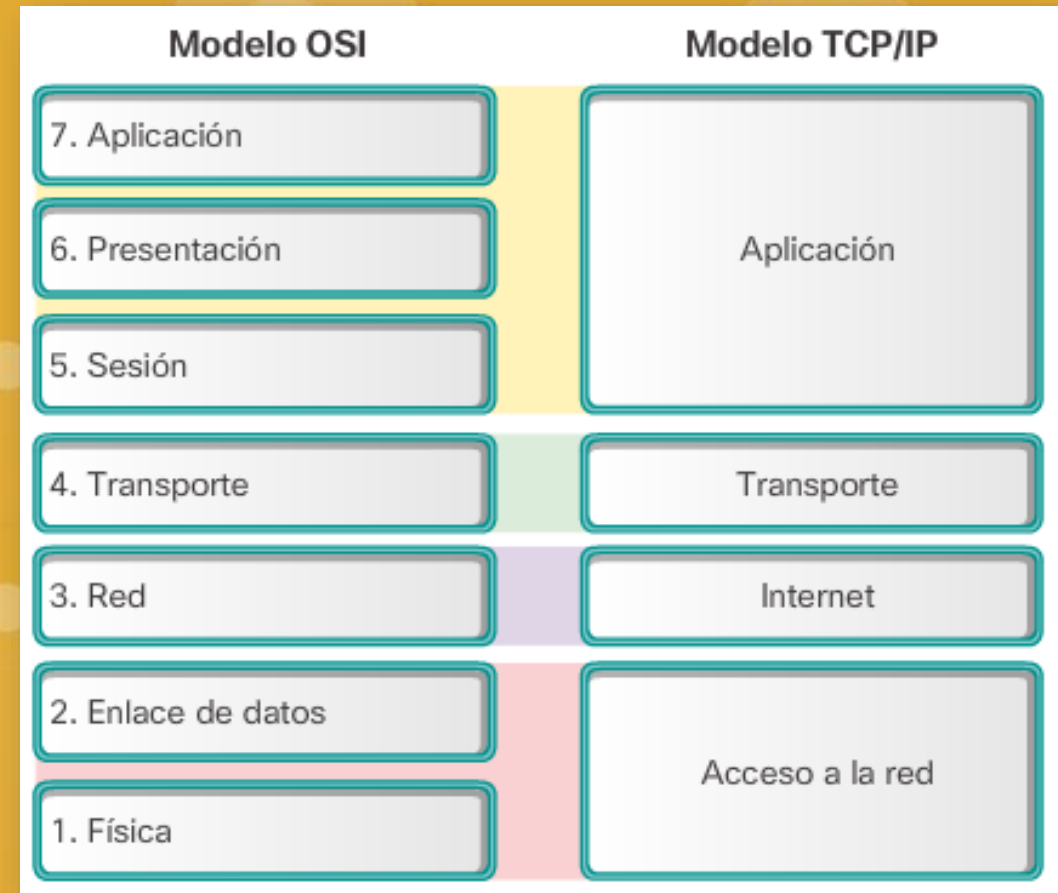 Modelo OSI
Modelo TCP/IP
7. Aplicación
6. Presentación
5. Sesión
Aplicación
4. Transporte
Transporte
3. Red
Internet
2. Enlace de datos
1. Física
Acceso a la red